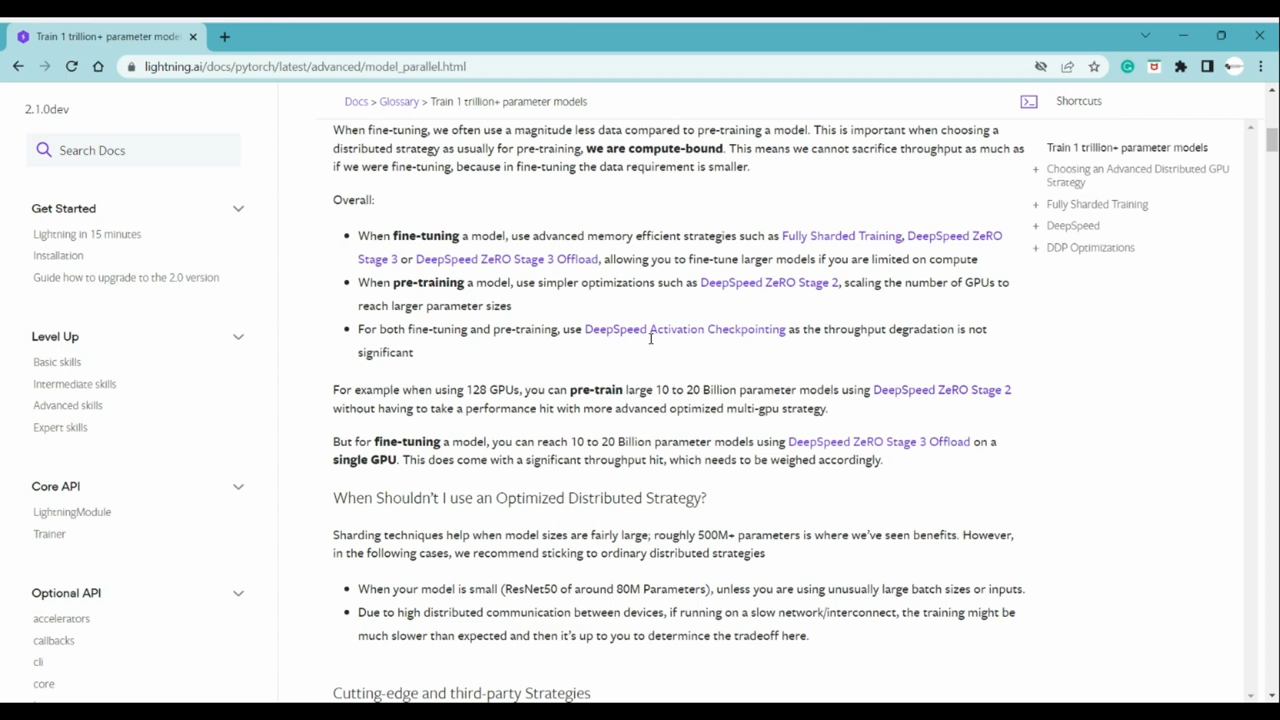 Train 1 trillion+ parameter mode
lightning.ai/docs/pytorch/latest/advanced/model_parallel.html
2.1.0dev
Search Docs
Get Started
Lightning in 15 minutes
Installation
Guide how to upgrade to the 2.0 version
Level Up
Basic skills
Intermediate skills
Advanced skills
Expert skills
Core API
LightningModule
Trainer
Optional API
accelerators
callbacks
cli
core
Docs > Glossary > Train 1 trillion+ parameter models
Shortcuts
When fine-tuning, we often use a magnitude less data compared to pre-training a model. This is important when choosing a
distributed strategy as usually for pre-training, we are compute-bound. This means we cannot sacrifice throughput as much as
if we were fine-tuning, because in fine-tuning the data requirement is smaller.
Overall:
• When fine-tuning a model, use advanced memory efficient strategies such as Fully Sharded Training, DeepSpeed ZeRO
Stage 3 or DeepSpeed ZeRO Stage 3 Offload, allowing you to fine-tune larger models if you are limited on compute
• When pre-training a model, use simpler optimizations such as DeepSpeed ZeRO Stage 2, scaling the number of GPUs to
reach larger parameter sizes
• For both fine-tuning and pre-training, use DeepSpeed Activation Checkpointing as the throughput degradation is not
significant
For example when using 128 GPUs, you can pre-train large 10 to 20 Billion parameter models using DeepSpeed ZeRO Stage 2
without having to take a performance hit with more advanced optimized multi-gpu strategy.
But for fine-tuning a model, you can reach 10 to 20 Billion parameter models using DeepSpeed ZeRO Stage 3 Offload on a
single GPU. This does come with a significant throughput hit, which needs to be weighed accordingly.
When Shouldn't I use an Optimized Distributed Strategy?
Sharding techniques help when model sizes are fairly large; roughly 500M+ parameters is where we've seen benefits. However,
in the following cases, we recommend sticking to ordinary distributed strategies
• When your model is small (ResNet50 of around 80M Parameters), unless you are using unusually large batch sizes or inputs.
• Due to high distributed communication between devices, if running on a slow network/interconnect, the training might be
much slower than expected and then it's up to you to determince the tradeoff here.
Cutting-edge and third-party Strategies
Train 1 trillion+ parameter models
+ Choosing an Advanced Distributed GPU
Strategy
+ Fully Sharded Training
+ DeepSpeed
+ DDP Optimizations